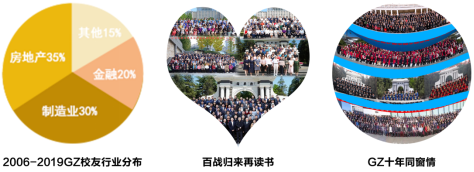 其他15%
房地产35%
金融20%
制造业30%
2006-2019GZ校友行业分布
百战归来再读书
GZ十年同窗情